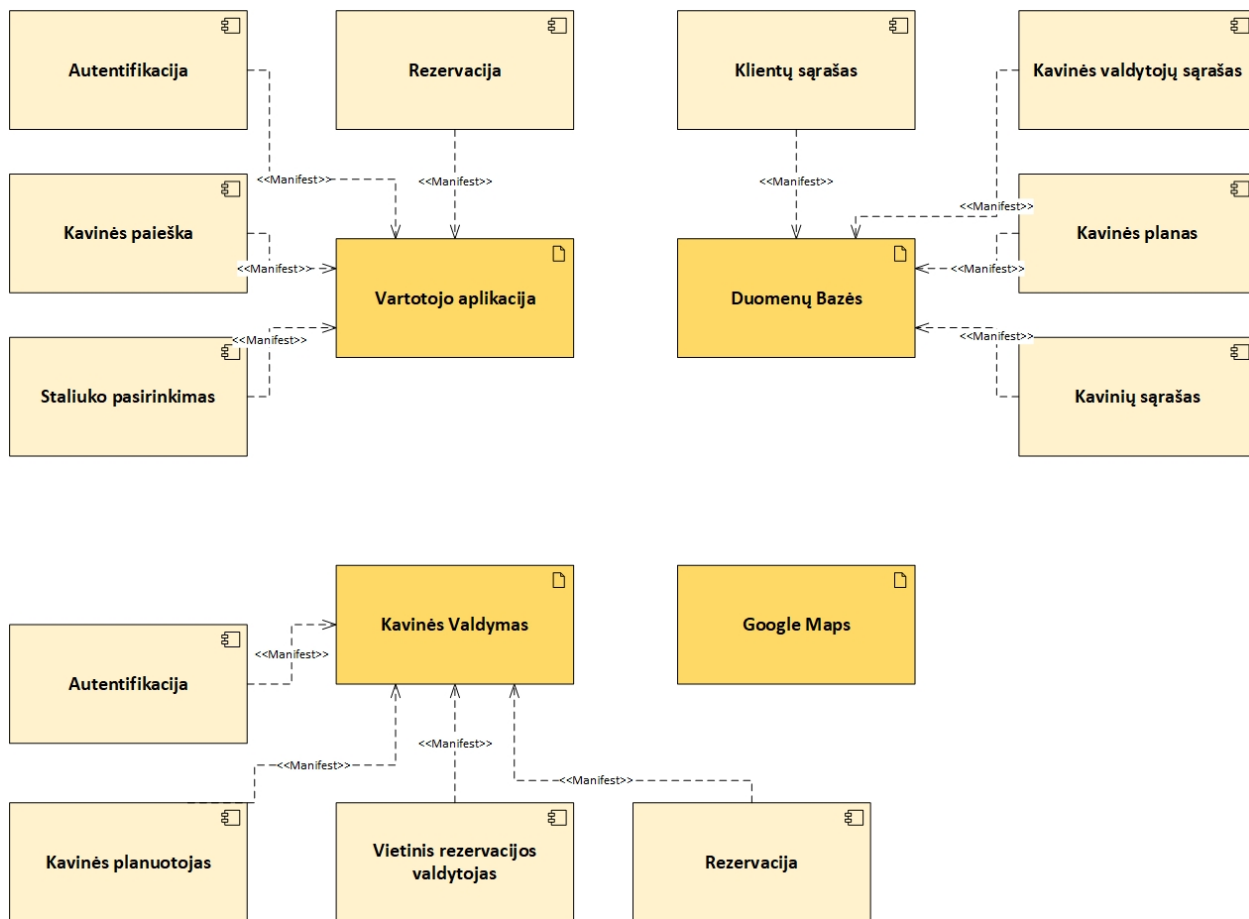 Autentifikacija
Rezervacija
Klientų sąrašas
Kavinės valdytojų sąrašas
<<Manifest>>
<<Manifest>>
<<Manifest>>
<<Manifest>>
Kavinės paieška
<<Manifest>>
Vartotojo aplikacija
Duomenų Bazės
<<Manifest>>
Kavinės planas
<<Manifest>>
<<Manifest>>
Staliuko pasirinkimas
Kavinių sąrašas
Kavinės Valdymas
Google Maps
<<Manifest>>
Autentifikacija
<<Manifest>>
<<Manifest>>
<<Manifest>>
Kavinės planuotojas
Vietinis rezervacijos
valdytojas
Rezervacija